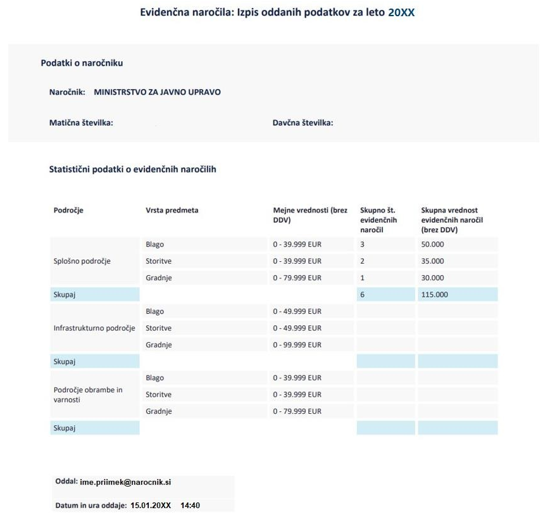 Evidenčna naročila: Izpis oddanih podatkov za leto 20XX
Podatki o naročniku
Naročnik: MINISTRSTVO ZA JAVNO UPRAVO
Matična številka: Davčna številka:
Statistični podatki o evidenčnih naročilih
Področje Vrsta predmeta Mejne vrednosti (brez DDV) Skupno št. evidenčnih naročil Skupna vrednost evidenčnih naročil (brez DDV)
Blago 0 - 39.999 EUR 3 50.000
Splošno področje Storitve 0 - 39.999 EUR 2 35.000
Gradnje 0 - 79.999 EUR 1 30.000
Skupaj 6 115.000
Blago 0 - 49.999 EUR
Infrastrukturno področje Storitve 0 - 49.999 EUR
Gradnje 0 - 99.999 EUR
Skupaj
Blago 0 - 39.999 EUR
Področje obrambe in varnosti Storitve 0 - 39.999 EUR
Gradnje 0 - 79.999 EUR
Skupaj
Oddal: ime.priimek@narocnik.si
Datum in ura oddaje: 15.01.20XX 14:40